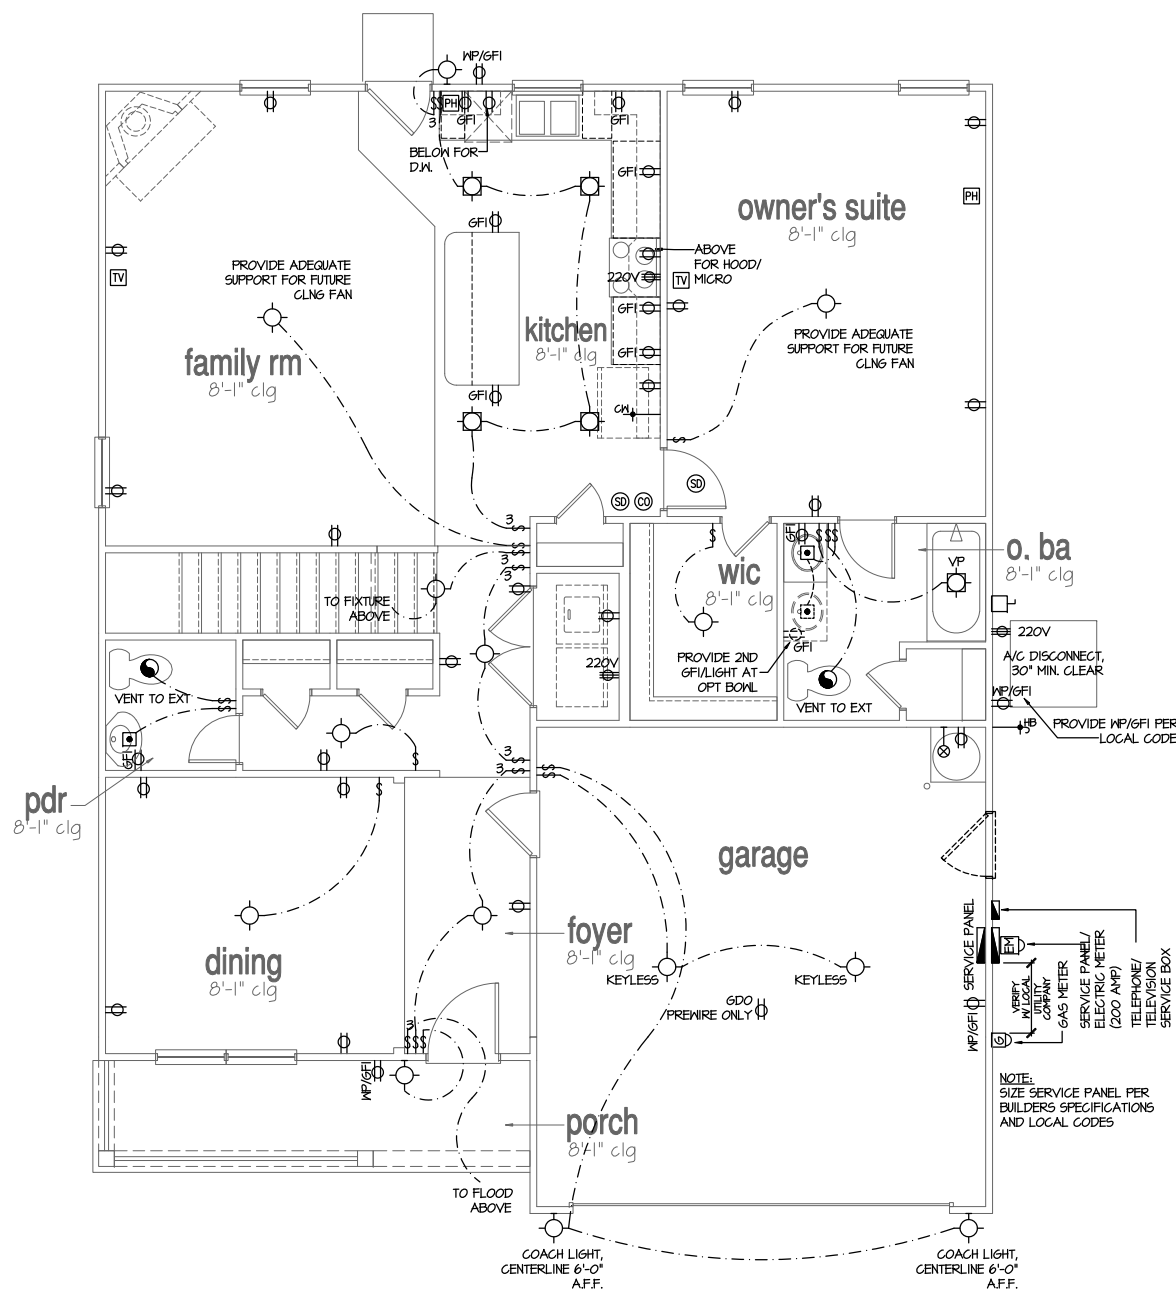 WP/GFI
PH
3
GFI
GFI
BELOW FOR
D.W.
GFI
GFI
owner's suite
8'-1" clg
PH
PROVIDE ADEQUATE
SUPPORT FOR FUTURE
CLNG FAN
TV
ABOVE
FOR HOOD/
MICRO
220V
TV
GFI
kitchen
8'-1" clg
GFI
PROVIDE ADEQUATE
SUPPORT FOR FUTURE
CLNG FAN
family rm
8'-1" clg
GFI
CW
SD
SD
CO
3
GFI
3
3
VP
o. ba
8'-1" clg
wic
8'-1" clg
TO FIXTURE
ABOVE
220V
GFI
220V
PROVIDE 2ND
GFI/LIGHT AT
OPT BOWL
A/C DISCONNECT,
30" MIN. CLEAR
VENT TO EXT
VENT TO EXT
WP/GFI
HB
PROVIDE WP/GFI PER
LOCAL CODE
GFI
3
3
pdr
8'-1" clg
garage
foyer
8'-1" clg
dining
8'-1" clg
KEYLESS
KEYLESS
GDO
PREWIRE ONLY
SERVICE PANEL
EM
VERIFY
W/ LOCAL
UTILITY
COMPANY
GAS METER
SERVICE PANEL/
ELECTRIC METER
(200 AMP)
TELEPHONE/
TELEVISION
SERVICE BOX
WP/GFI
G
3
WP/GFI
NOTE:
SIZE SERVICE PANEL PER
BUILDERS SPECIFICATIONS
AND LOCAL CODES
porch
8'-1" clg
TO FLOOD
ABOVE
COACH LIGHT,
CENTERLINE 6'-0"
A.F.F.
COACH LIGHT,
CENTERLINE 6'-0"
A.F.F.